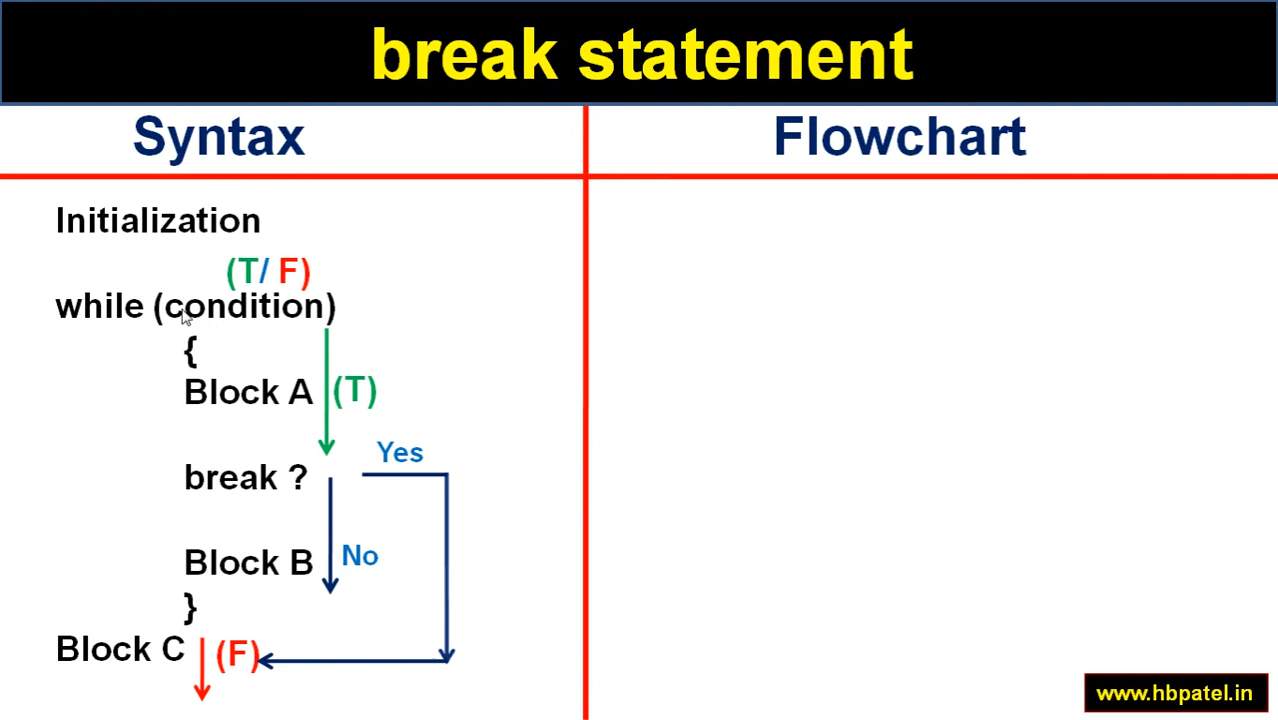 break statement
Syntax
Flowchart
Initialization
(T/ F)
while (condition)
{
Block A (T)
Yes
break ?
Block B No
}
Block C (F)
www.hbpatel.in